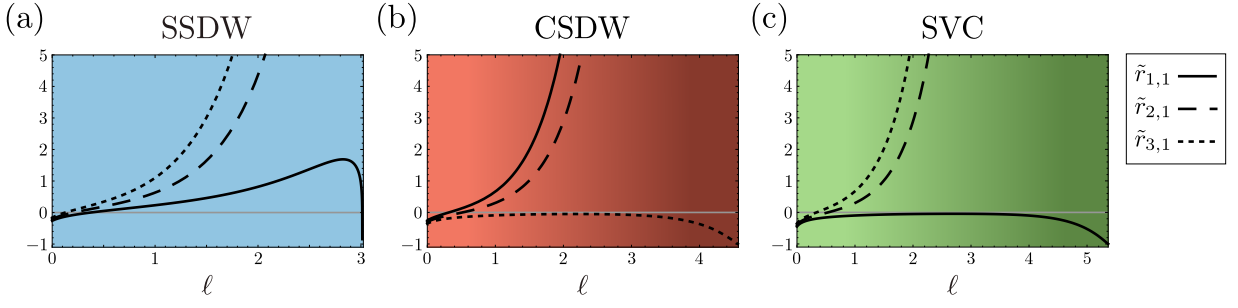 (a) SSDW (b) CSDW (c) SVC
5 5 5
4 4 4
3 3 3
2 2 2
1 1 1
0 0 0
−1 −1 −1
0 1 2 3 0 1 2 3 4 0 1 2 3 4 5
ℓ ℓ ℓ
r̃1,1
r̃2,1
r̃3,1